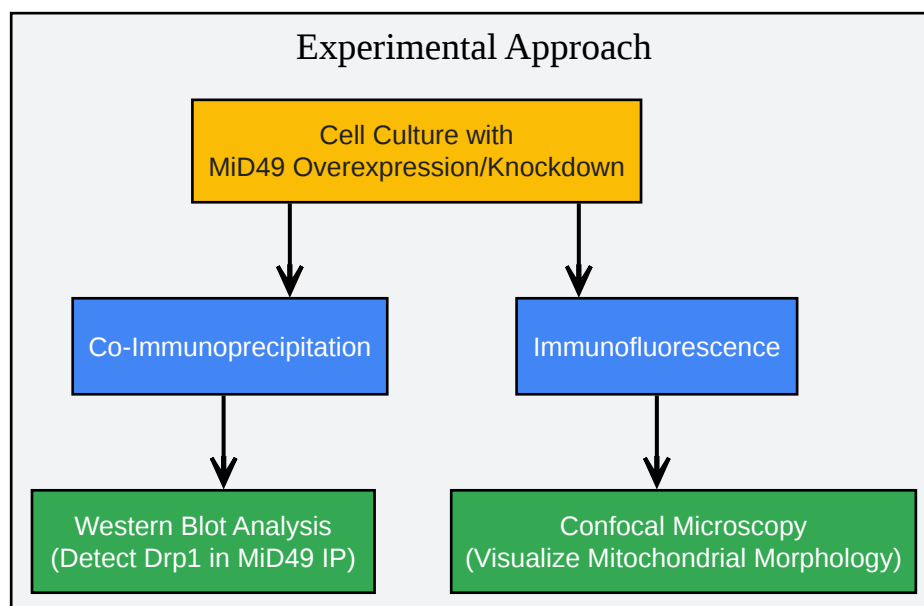 Experimental Approach
Cell Culture with
MiD49 Overexpression/Knockdown
Co-Immunoprecipitation
Immunofluorescence
Western Blot Analysis
(Detect Drp1 in MiD49 IP)
Confocal Microscopy
(Visualize Mitochondrial Morphology)